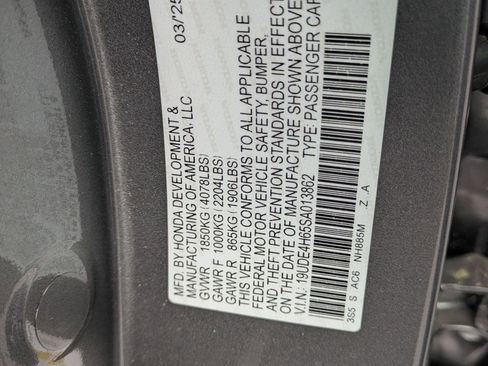 MFD. BY HONDA DEVELOPMENT & 03/25
MANUFACTURING OF AMERICA, LLC
GVWR 1850KG (4078LBS)
GAWR F 1000KG (2204LBS)
GAWR R 865KG (1906LBS)
THIS VEHICLE CONFORMS TO ALL APPLICABLE
FEDERAL MOTOR VEHICLE SAFETY, BUMPER,
AND THEFT PREVENTION STANDARDS IN EFFECT
ON THE DATE OF MANUFACTURE SHOWN ABOVE
V.I.N.: 19UDE4H65SA013862 TYPE: PASSENGER CAR
3S5 S AC6 NH885M Z .A